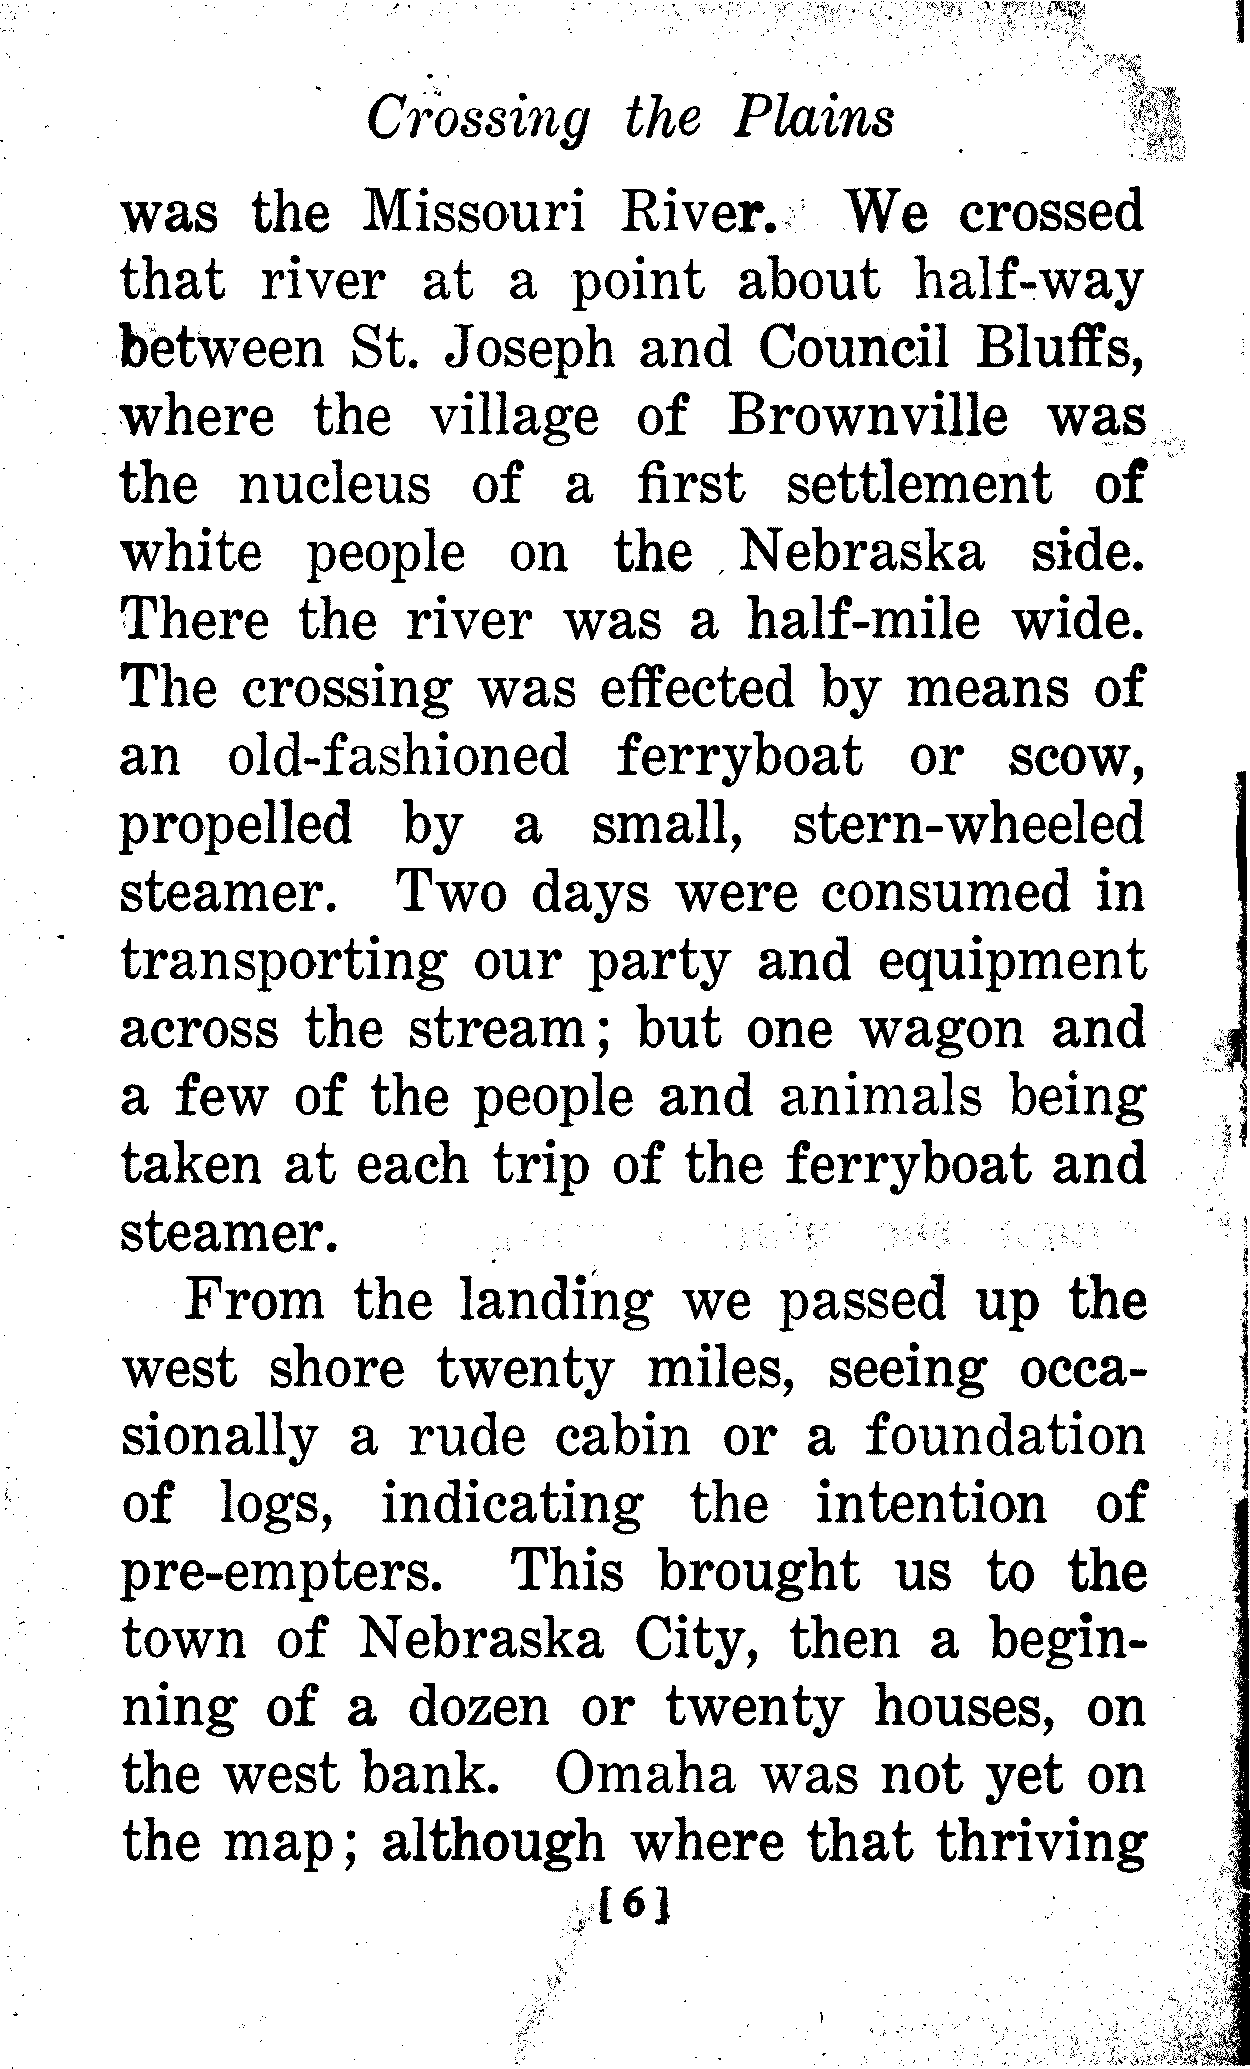 Crossing the Plains
was the Missouri River. We crossed
that river at a point about half-way
between St. Joseph and Council Bluffs,
where the village of Brownville was
the nucleus of a first settlement of
white people on the Nebraska side.
There the river was a half-mile wide.
The crossing was effected by means of
an old-fashioned ferryboat or scow,
propelled by a small, stern-wheeled
steamer. Two days were consumed in
transporting our party and equipment
across the stream; but one wagon and
a few of the people and animals being
taken at each trip of the ferryboat and
steamer.
From the landing we passed up the
west shore twenty miles, seeing occa-
sionally a rude cabin or a foundation
of logs, indicating the intention of
pre-empters. This brought us to the
town of Nebraska City, then a begin-
ning of a dozen or twenty houses, on
the west bank. Omaha was not yet on
the map; although where that thriving
[6]